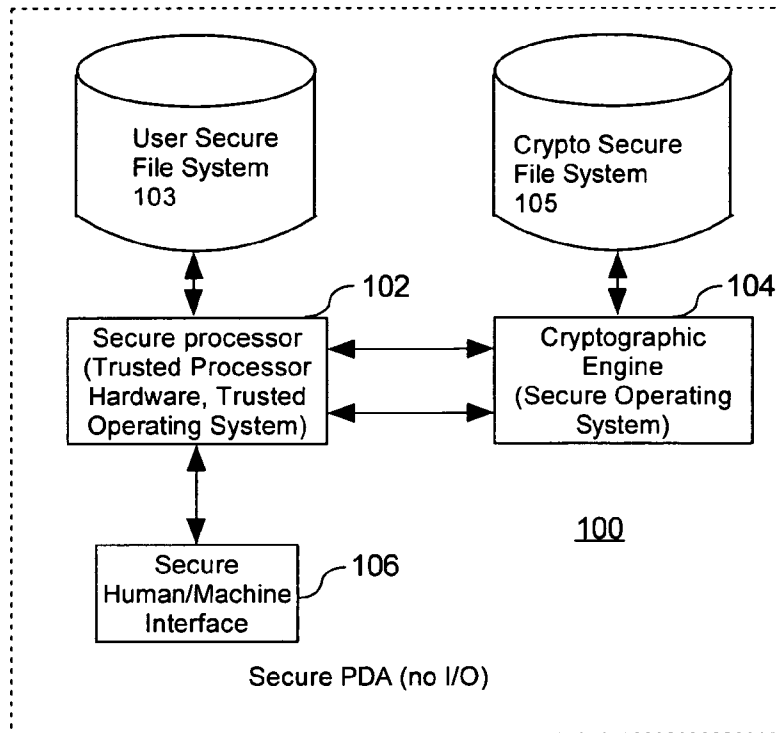 User Secure
File System
103
Crypto Secure
File System
105
102
104
Secure processor
(Trusted Processor
Hardware, Trusted
Operating System)
Cryptographic
Engine
(Secure Operating
System)
100
106
Secure
Human/Machine
Interface
Secure PDA (no I/O)